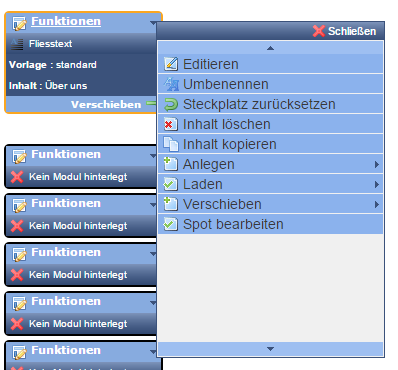 Funktionen
Fliesstext
Vorlage : standard
Inhalt : Über uns
Verschieben
Schließen
Editieren
Umbenennen
Steckplatz zurücksetzen
Inhalt löschen
Inhalt kopieren
Anlegen
Laden
Verschieben
Spot bearbeiten
Funktionen
Kein Modul hinterlegt
Funktionen
Kein Modul hinterlegt
Funktionen
Kein Modul hinterlegt
Funktionen
Kein Modul hinterlegt
Funktionen